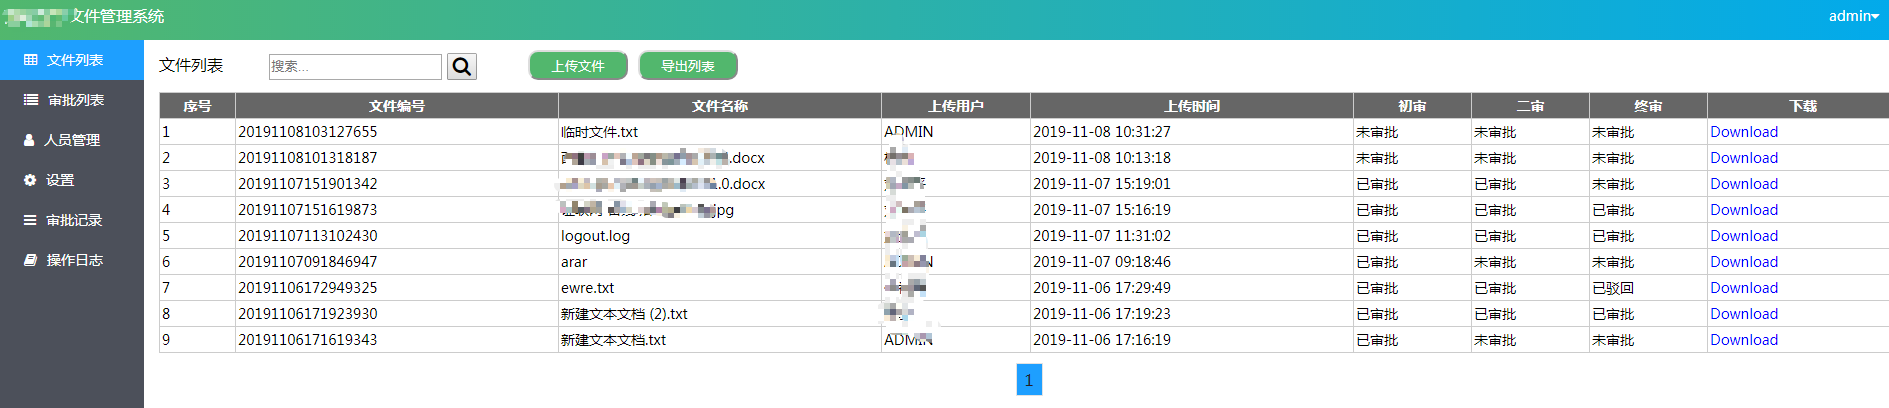 文件管理系统 admin
文件列表
审批列表
人员管理
设置
审批记录
操作日志
文件列表 搜索... 上传文件 导出列表
序号 文件编号 文件名称 上传用户 上传时间 初审 二审 终审 下载
1 20191108103127655 临时文件.txt ADMIN 2019-11-08 10:31:27 未审批 未审批 未审批 Download
2 20191108101318187 .docx 2019-11-08 10:13:18 未审批 未审批 未审批 Download
3 20191107151901342 .0.docx 2019-11-07 15:19:01 已审批 已审批 未审批 Download
4 20191107151619873 jpg 2019-11-07 15:16:19 已审批 已审批 已审批 Download
5 20191107113102430 logout.log 2019-11-07 11:31:02 已审批 已审批 已审批 Download
6 20191107091846947 arar 2019-11-07 09:18:46 已审批 未审批 未审批 Download
7 20191106172949325 ewre.txt 2019-11-06 17:29:49 已审批 已审批 已驳回 Download
8 20191106171923930 新建文本文档 (2).txt 2019-11-06 17:19:23 已审批 已审批 已审批 Download
9 20191106171619343 新建文本文档.txt ADMIN 2019-11-06 17:16:19 已审批 未审批 未审批 Download
1